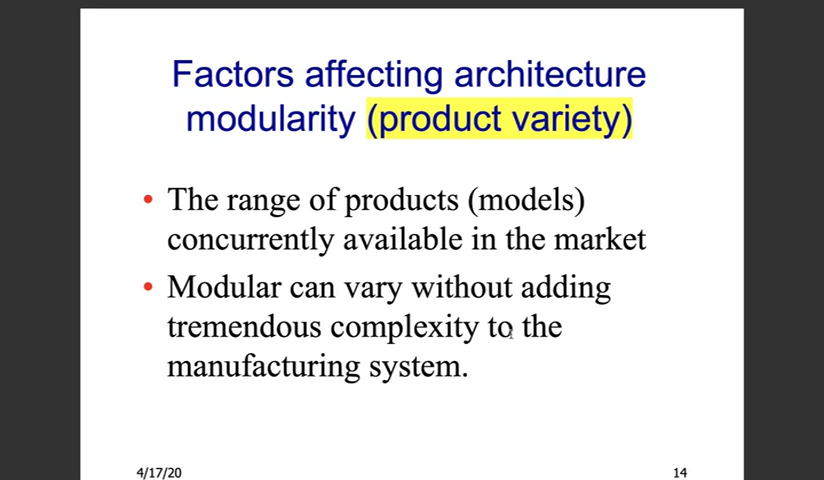 Factors affecting architecture
modularity (product variety)
• The range of products (models)
concurrently available in the market
• Modular can vary without adding
tremendous complexity to the
manufacturing system.
4/17/20
14